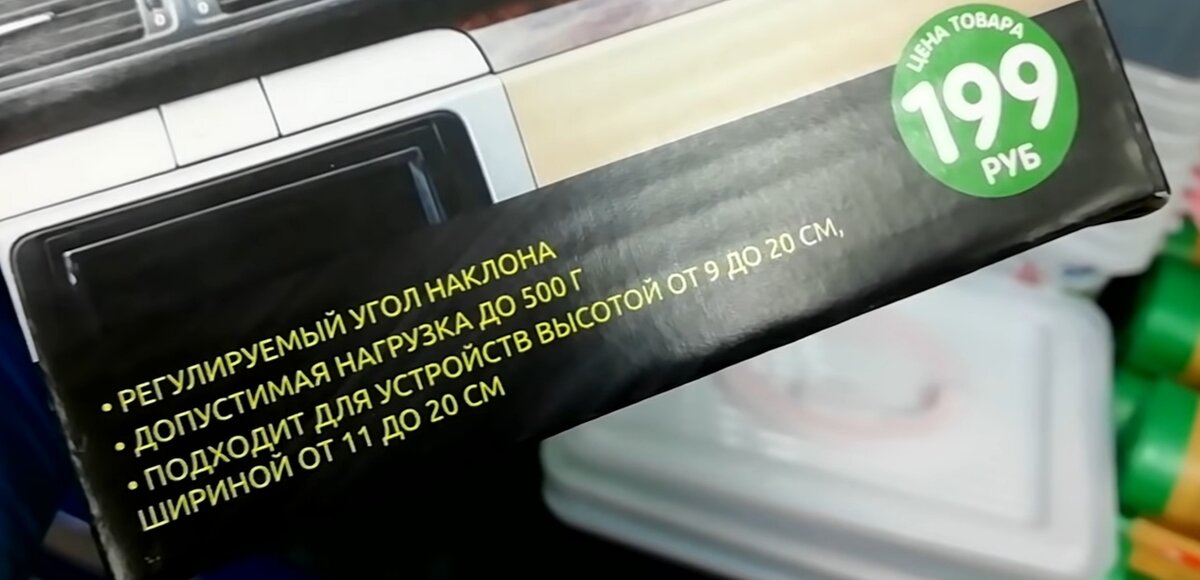 ЦЕНА ТОВАРА
199
РУБ
• РЕГУЛИРУЕМЫЙ УГОЛ НАКЛОНА
• ДОПУСТИМАЯ НАГРУЗКА ДО 500 Г
• ПОДХОДИТ ДЛЯ УСТРОЙСТВ ВЫСОТОЙ ОТ 9 ДО 20 СМ,
ШИРИНОЙ ОТ 11 ДО 20 СМ